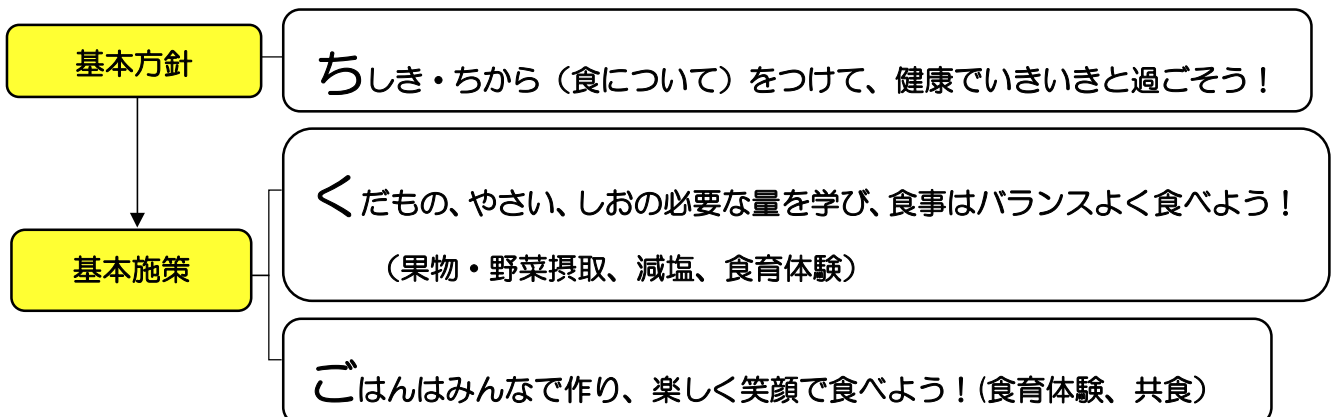 基本方針
ちしき・ちから（食について）をつけて、健康でいきいきと過ごそう！
くだもの、やさい、しおの必要な量を学び、食事はバランスよく食べよう！
（果物・野菜摂取、減塩、食育体験）
基本施策
ごはんはみんなで作り、楽しく笑顔で食べよう！(食育体験、共食）